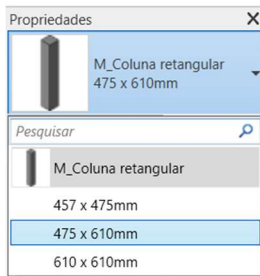 Propriedades
M_Coluna retangular
475 x 610mm
Pesquisar
M_Coluna retangular
457 x 475mm
475 x 610mm
610 x 610mm